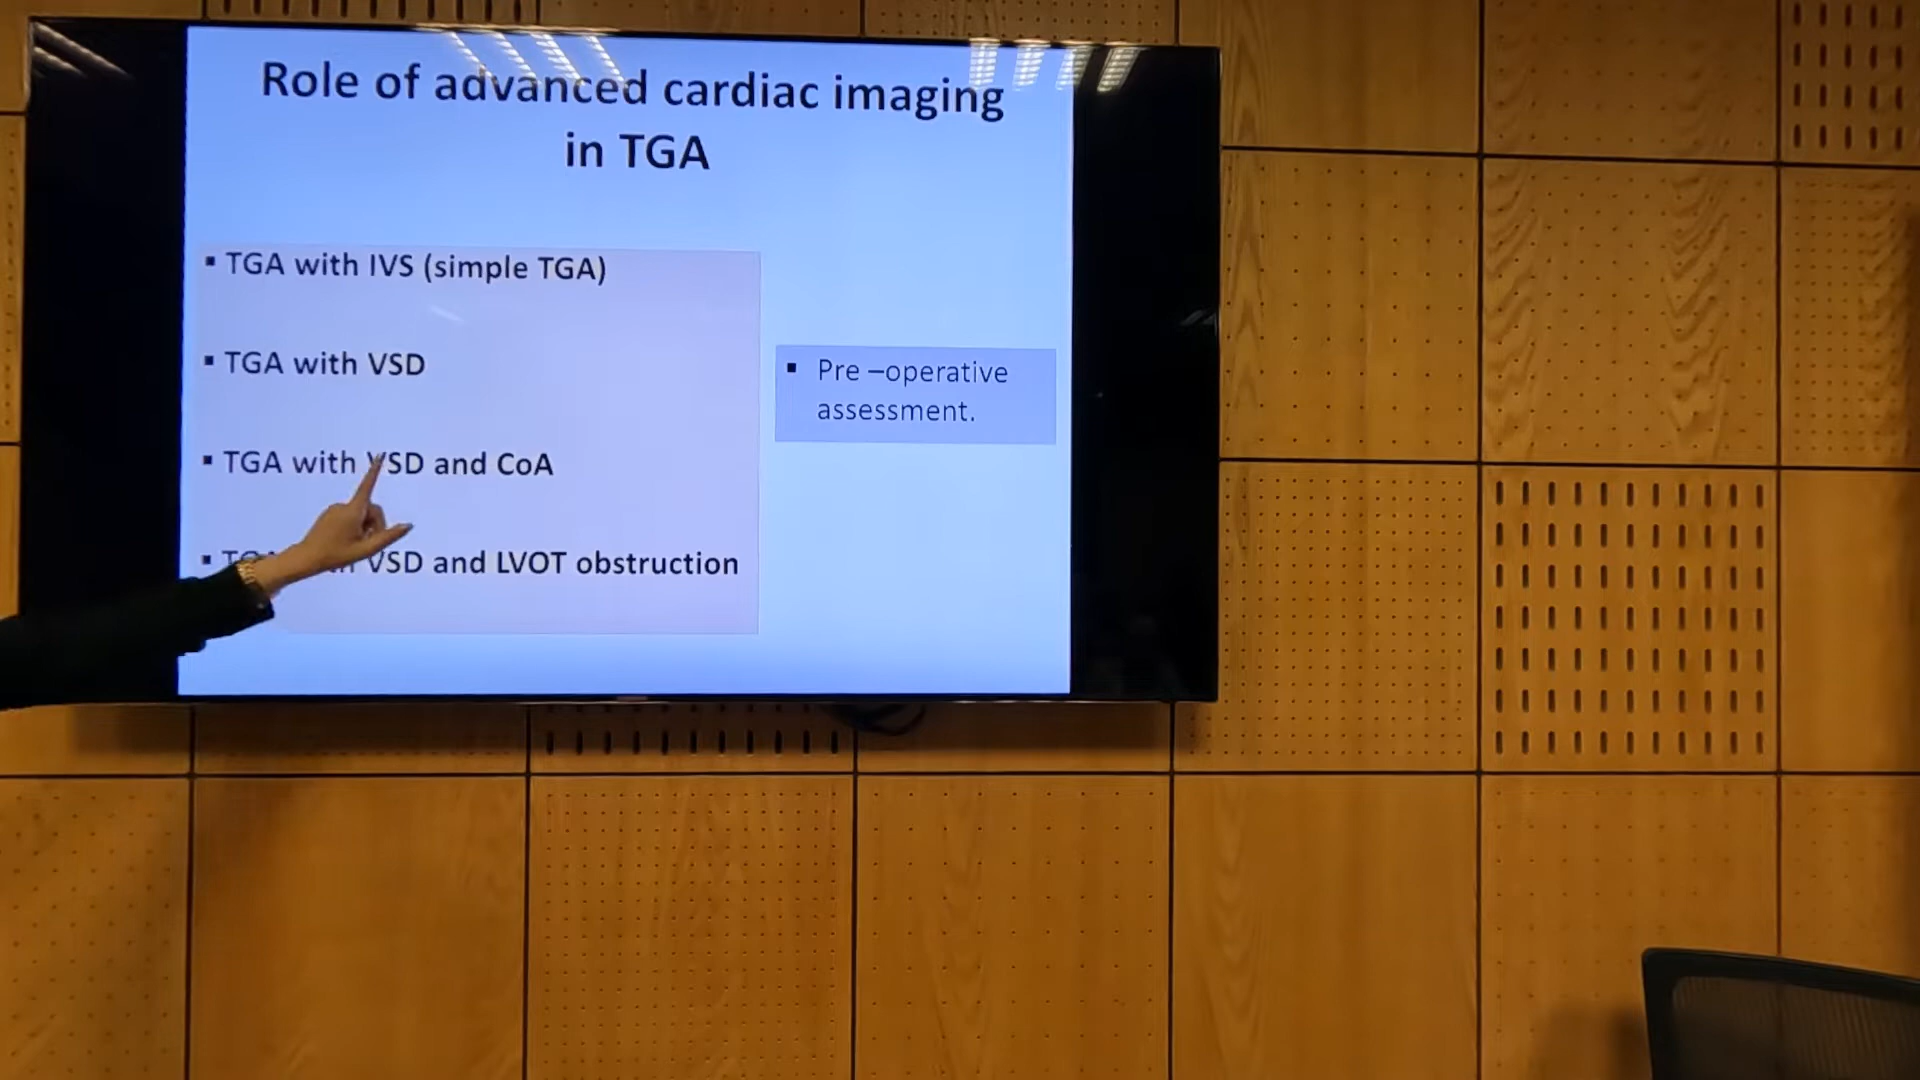 Role of advanced cardiac imaging
in TGA
▪ TGA with IVS (simple TGA)
▪ TGA with VSD
▪ TGA with VSD and CoA
▪ VSD and LVOT obstruction
▪ Pre –operative
assessment.